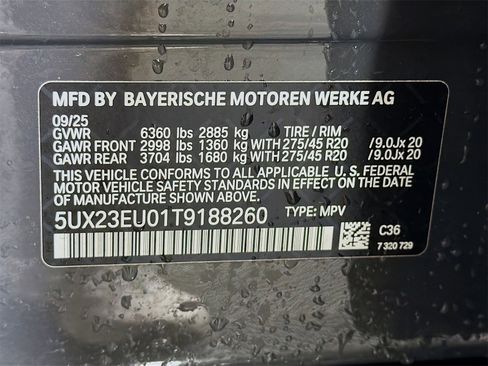 MFD BY BAYERISCHE MOTOREN WERKE AG
09/25
GVWR 6360 lbs 2885 kg TIRE / RIM
GAWR FRONT 2998 lbs 1360 kg WITH 275/45 R20 / 9.0Jx 20
GAWR REAR 3704 lbs 1680 kg WITH 275/45 R20 / 9.0Jx 20
THIS VEHICLE CONFORMS TO ALL APPLICABLE U. S. FEDERAL
MOTOR VEHICLE SAFETY STANDARDS IN EFFECT ON THE DATE OF
MANUFACTURE SHOWN ABOVE.
5UX23EU01T9188260 TYPE: MPV
C36
7 320 729